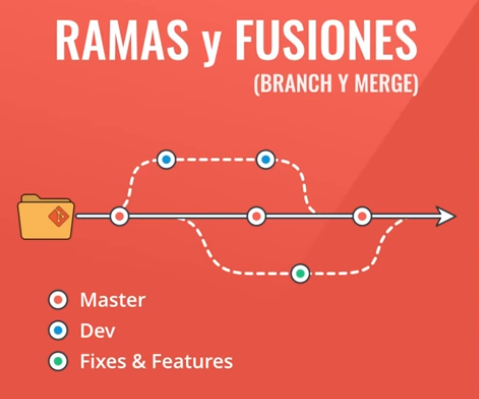 RAMAS y FUSIONES
(BRANCH Y MERGE)
Master
Dev
Fixes & Features